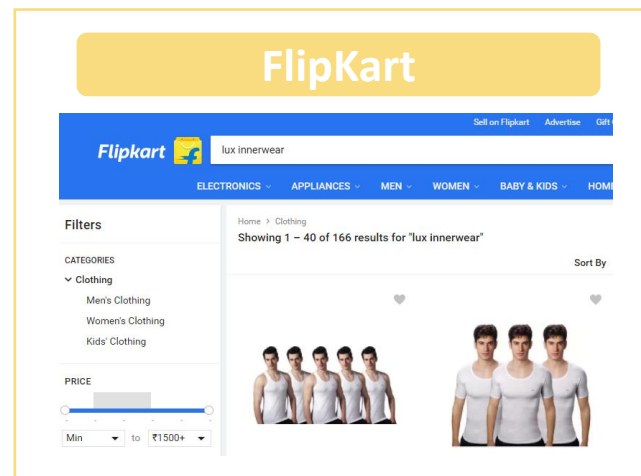 FlipKart
Sell on Flipkart Advertise Gift
Flipkart
lux innerwear
ELECTRONICS APPLIANCES MEN WOMEN BABY & KIDS
Filters
Home > Clothing
Showing 1 – 40 of 166 results for "lux innerwear"
CATEGORIES
Sort By
Clothing
Men's Clothing
Women's Clothing
Kids' Clothing
PRICE
Min to ₹1500+